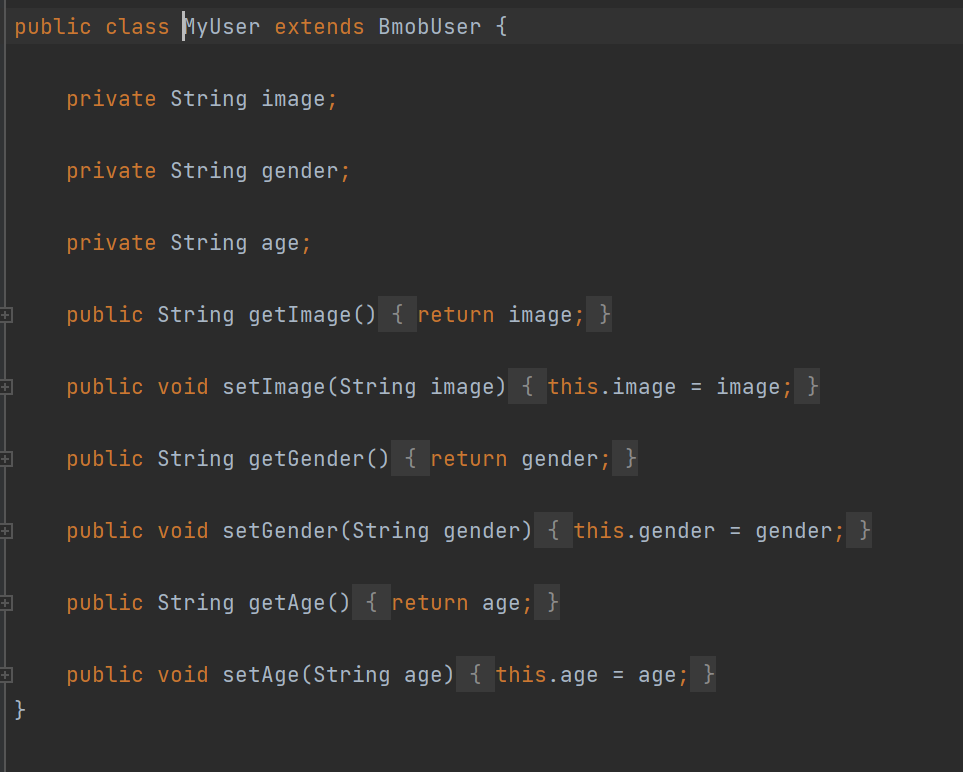 public class MyUser extends BmobUser {
private String image;
private String gender;
private String age;
public String getImage() { return image; }
public void setImage(String image) { this.image = image; }
public String getGender() { return gender; }
public void setGender(String gender) { this.gender = gender; }
public String getAge() { return age; }
public void setAge(String age) { this.age = age; }
}